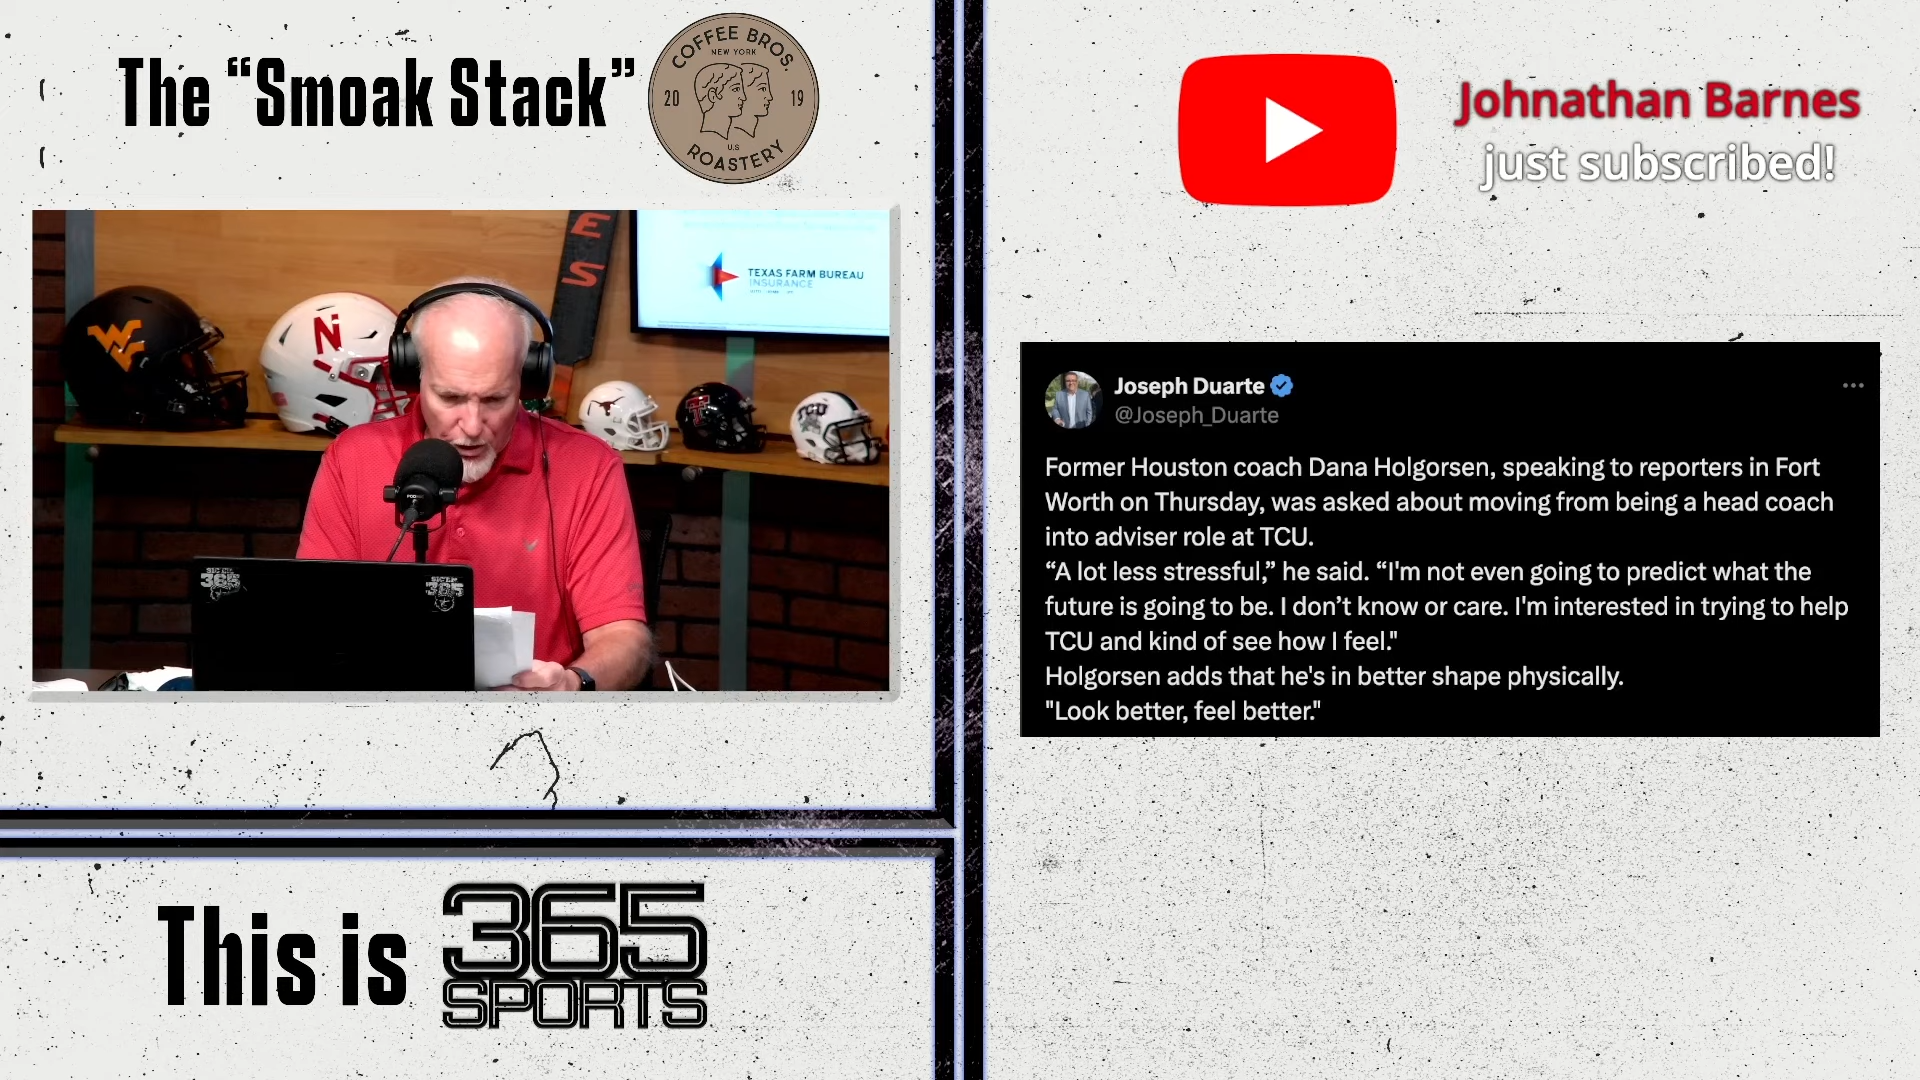 The “Smoak Stack”
COFFEE BROS.
NEW YORK
20 19
U.S
ROASTERY
Johnathan Barnes
just subscribed!
E
S
TEXAS FARM BUREAU
INSURANCE
WV
N
T
TCU
365
365
Joseph Duarte
@Joseph_Duarte
Former Houston coach Dana Holgorsen, speaking to reporters in Fort
Worth on Thursday, was asked about moving from being a head coach
into adviser role at TCU.
“A lot less stressful,” he said. “I'm not even going to predict what the
future is going to be. I don’t know or care. I'm interested in trying to help
TCU and kind of see how I feel."
Holgorsen adds that he's in better shape physically.
"Look better, feel better."
This is
365
SPORTS